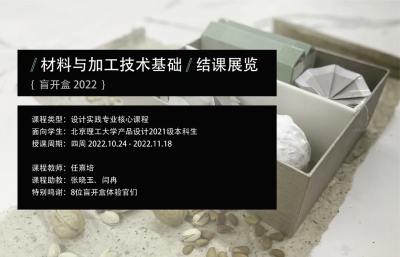 /材料与加工技术基础/结课展览
{ 盲开盒 2022 }
课程类型：设计实践专业核心课程
面向学生：北京理工大学产品设计2021级本科生
授课周期：四周 2022.10.24 - 2022.11.18
课程教师：任熹培
课程助教：张晓玉、闫冉
特别鸣谢：8位盲开盒体验官们